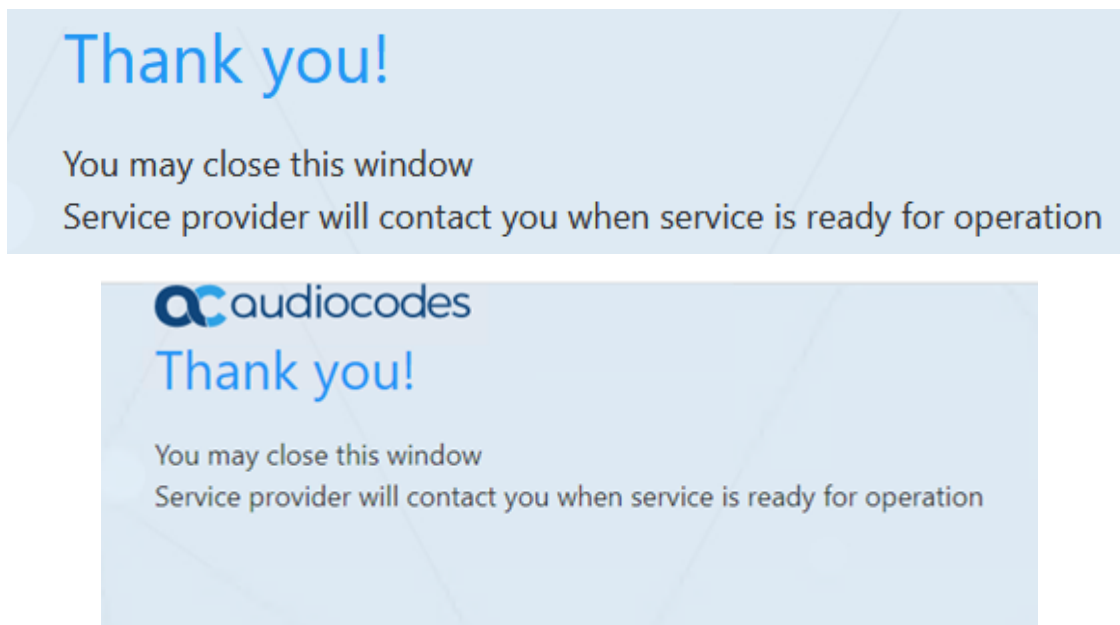 Thank you!
You may close this window
Service provider will contact you when service is ready for operation
audiocodes
Thank you!
You may close this window
Service provider will contact you when service is ready for operation